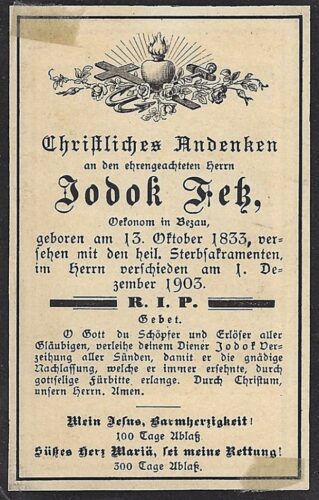 Christliches Andenken
an den ehrengeachteten Herrn
Jodok Fetz,
Oekonom in Bezau,
geboren am 13. Oktober 1833, ver-
sehen mit den heil. Sterbsakramenten,
im Herrn verschieden am 1. De-
zember 1903.
R. I. P.
Gebet.
O Gott du Schöpfer und Erlöser aller
Gläubigen, verleihe deinem Diener Jodok Ver-
zeihung aller Sünden, damit er die gnädige
Nachlassung, welche er immer ersehnte, durch
gottselige Fürbitte erlange. Durch Christum,
unsern Herrn. Amen.
Mein Jesus, Barmherzigkeit!
100 Tage Ablaß
Süßes Herz Mariä, sei meine Rettung!
300 Tage Ablaß.